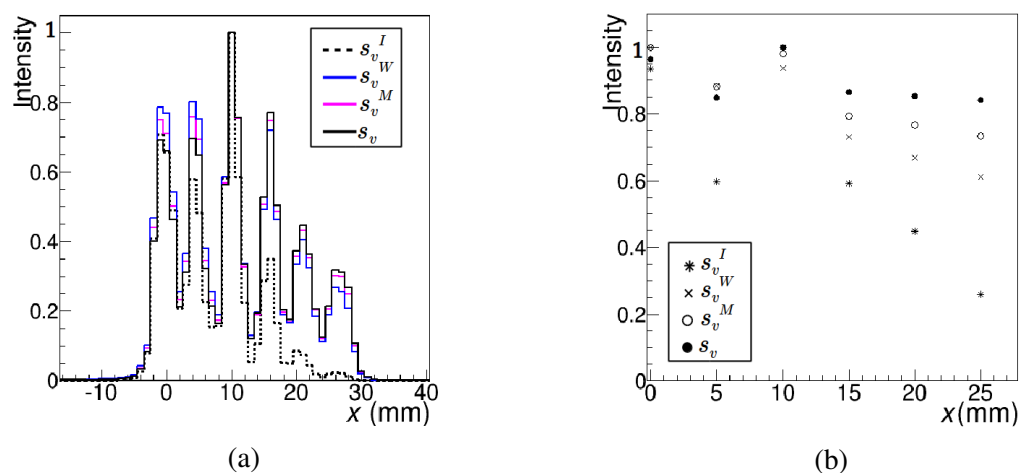 Intensity
1
0.8
0.6
0.4
0.2
0
-10 0 10 20 30 40
x (mm)
s_v^I
s_v^W
s_v^M
s_v
(a)
Intensity
1
0.8
0.6
0.4
0.2
0
0 5 10 15 20 25
x(mm)
s_v^I
s_v^W
s_v^M
s_v
(b)